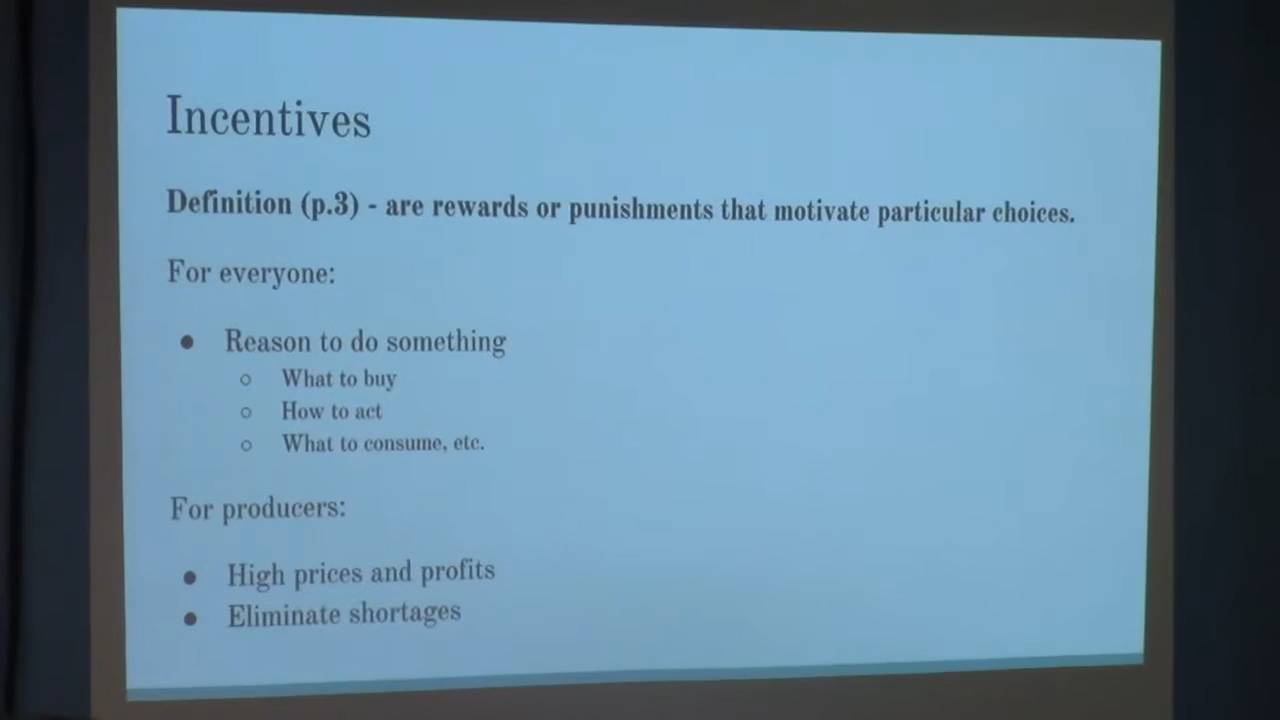 Incentives
Definition (p.3) - are rewards or punishments that motivate particular choices.
For everyone:
● Reason to do something
○ What to buy
○ How to act
○ What to consume, etc.
For producers:
● High prices and profits
● Eliminate shortages